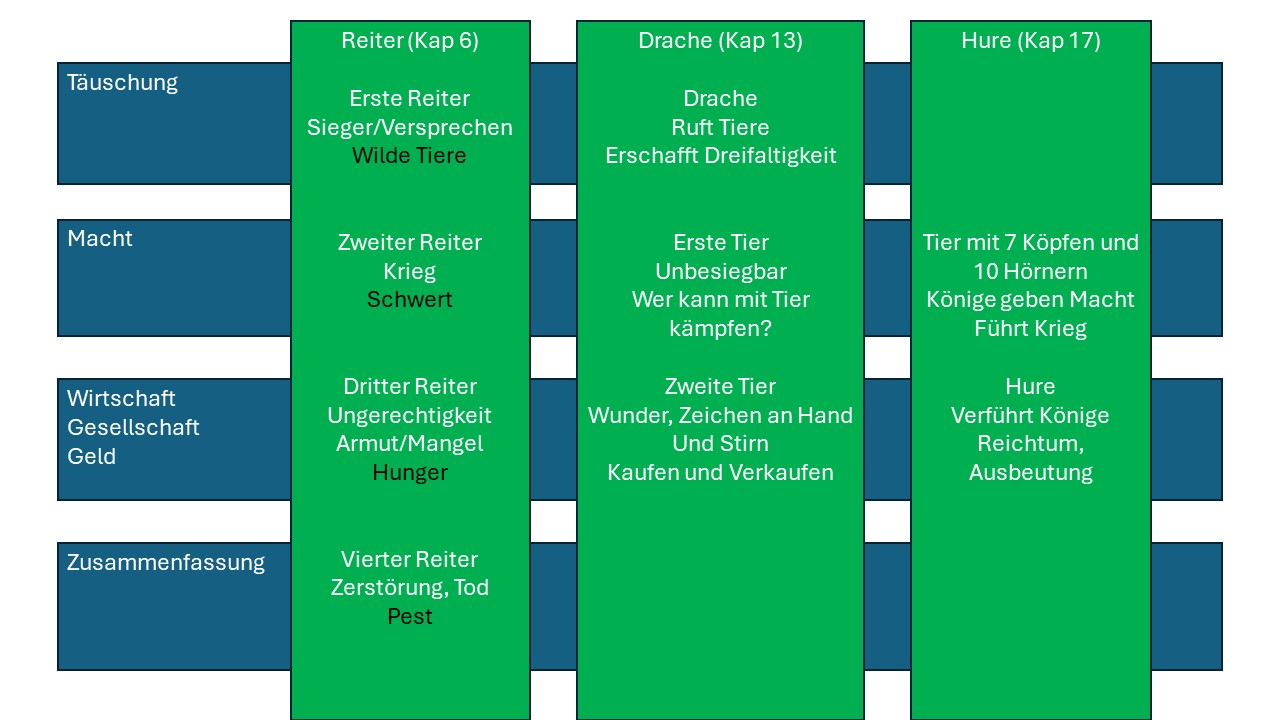 Reiter (Kap 6)
Drache (Kap 13)
Hure (Kap 17)
Täuschung
Erste Reiter
Sieger/Versprechen
Wilde Tiere
Drache
Ruft Tiere
Erschafft Dreifaltigkeit
Macht
Zweiter Reiter
Krieg
Schwert
Erste Tier
Unbesiegbar
Wer kann mit Tier
kämpfen?
Tier mit 7 Köpfen und
10 Hörnern
Könige geben Macht
Führt Krieg
Wirtschaft
Gesellschaft
Geld
Dritter Reiter
Ungerechtigkeit
Armut/Mangel
Hunger
Zweite Tier
Wunder, Zeichen an Hand
Und Stirn
Kaufen und Verkaufen
Hure
Verführt Könige
Reichtum,
Ausbeutung
Zusammenfassung
Vierter Reiter
Zerstörung, Tod
Pest